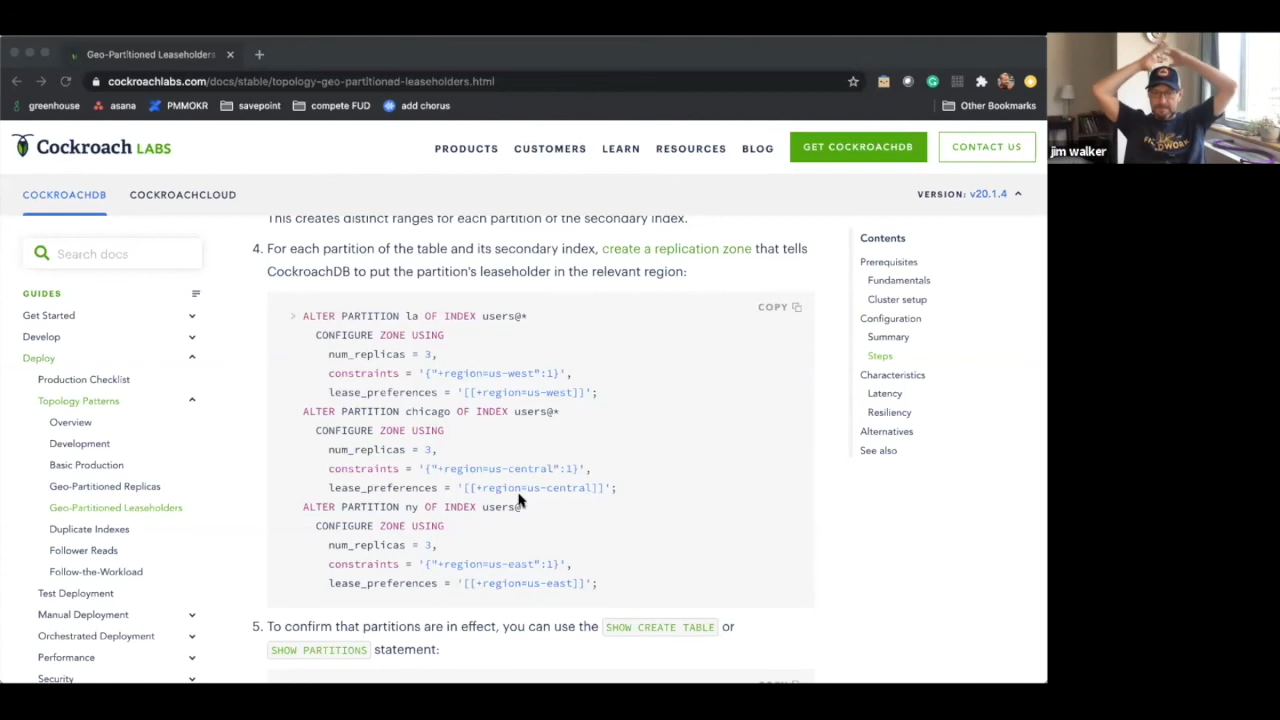 Geo-Partitioned Leaseholders
cockroachlabs.com/docs/stable/topology-geo-partitioned-leaseholders.html
greenhouse
asana
PMMOKR
savepoint
compete FUD
add chorus
Other Bookmarks
jim walker
Cockroach LABS
PRODUCTS
CUSTOMERS
LEARN
RESOURCES
BLOG
GET COCKROACHDB
CONTACT US
COCKROACHDB
COCKROACHCLOUD
VERSION: v20.1.4
Search docs
GUIDES
Get Started
Develop
Deploy
Production Checklist
Topology Patterns
Overview
Development
Basic Production
Geo-Partitioned Replicas
Geo-Partitioned Leaseholders
Duplicate Indexes
Follower Reads
Follow-the-Workload
Test Deployment
Manual Deployment
Orchestrated Deployment
Performance
Security
This creates distinct ranges for each partition of the secondary index.
4. For each partition of the table and its secondary index, create a replication zone that tells
CockroachDB to put the partition's leaseholder in the relevant region:
COPY
> ALTER PARTITION la OF INDEX users@*
CONFIGURE ZONE USING
num_replicas = 3,
constraints = '{"+region=us-west":1}',
lease_preferences = '[[+region=us-west]]';
ALTER PARTITION chicago OF INDEX users@*
CONFIGURE ZONE USING
num_replicas = 3,
constraints = '{"+region=us-central":1}',
lease_preferences = '[[+region=us-central]]';
ALTER PARTITION ny OF INDEX users@
CONFIGURE ZONE USING
num_replicas = 3,
constraints = '{"+region=us-east":1}',
lease_preferences = '[[+region=us-east]]';
5. To confirm that partitions are in effect, you can use the SHOW CREATE TABLE or
SHOW PARTITIONS statement:
Contents
Prerequisites
Fundamentals
Cluster setup
Configuration
Summary
Steps
Characteristics
Latency
Resiliency
Alternatives
See also